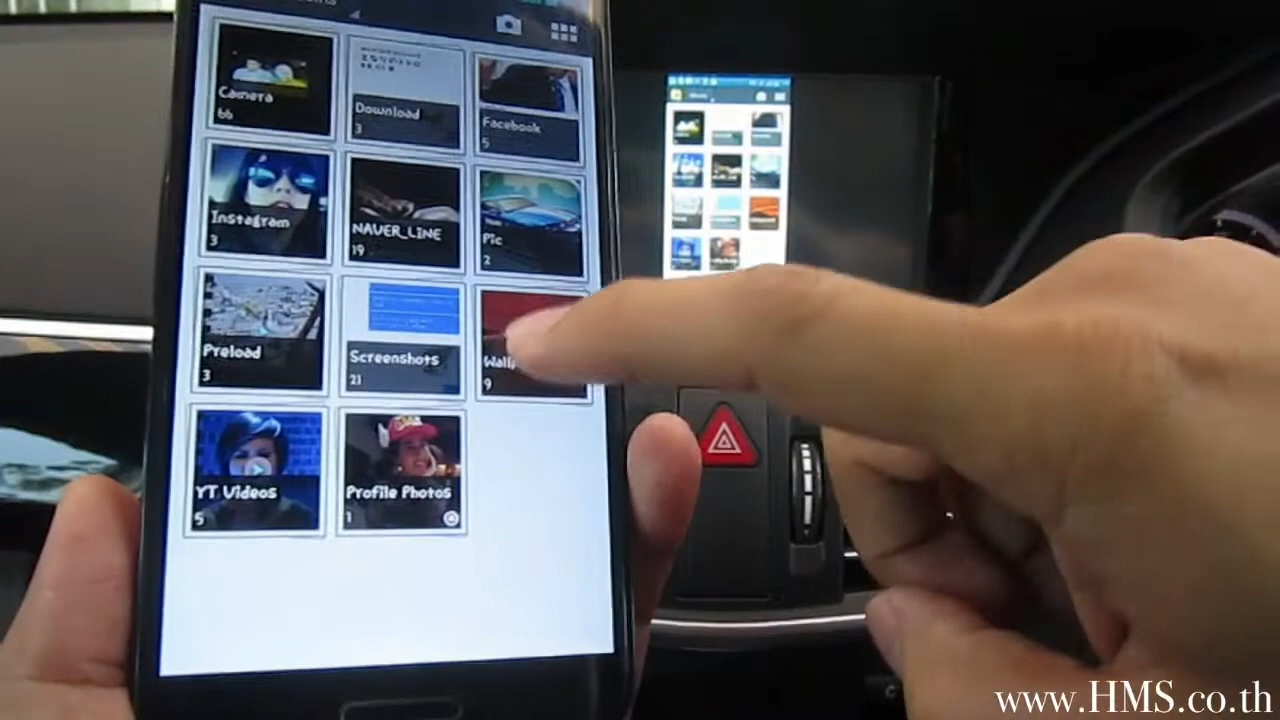 Camera
66
Download
3
Facebook
5
Instagram
3
NAVER_LINE
19
Pic
2
Preload
3
Screenshots
21
9
YT Videos
5
Profile Photos
1
www.HMS.co.th